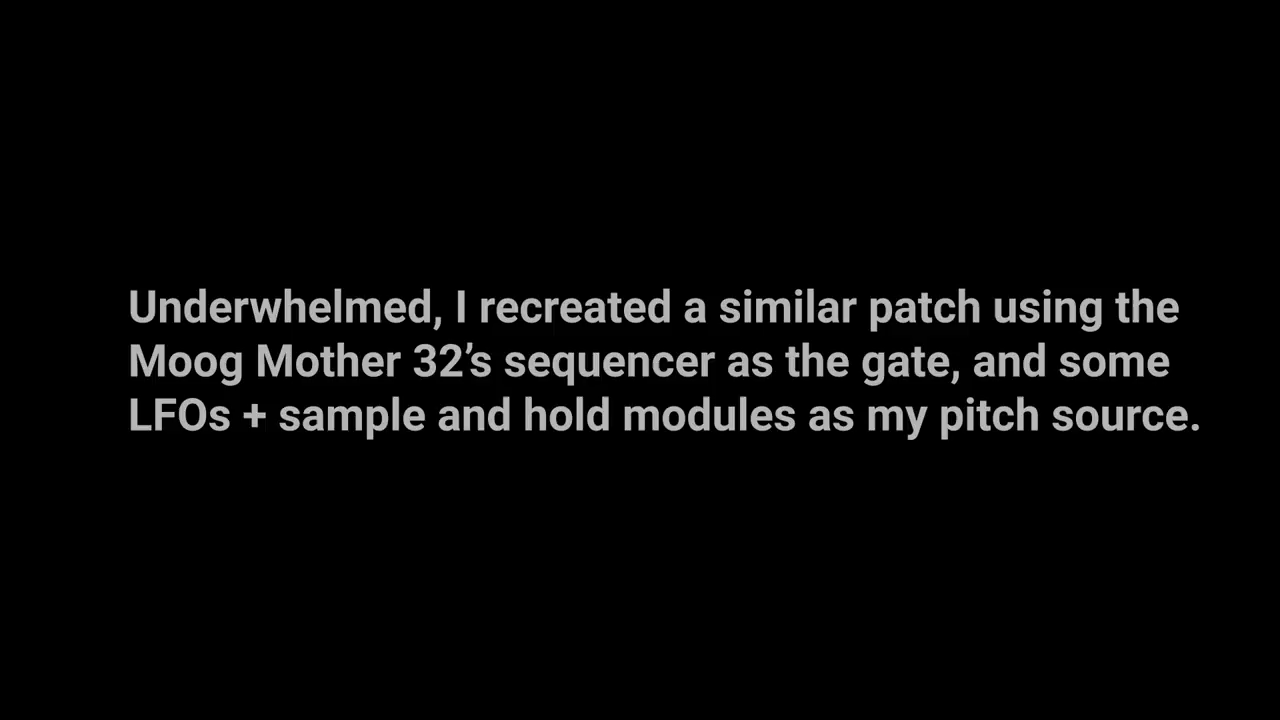 Underwhelmed, I recreated a similar patch using the
Moog Mother 32’s sequencer as the gate, and some
LFOs + sample and hold modules as my pitch source.